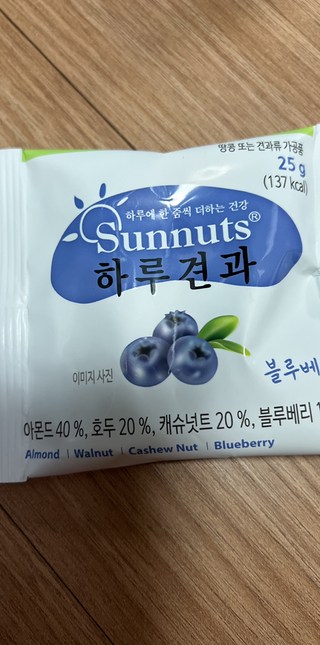 땅콩 또는 견과류 가공품
25 g
(137 kcal)
하루에 한 줌씩 더하는 건강
Sunnuts®
하루견과
이미지 사진
블루베
아몬드 40 %, 호두 20 %, 캐슈넛트 20 %, 블루베리 1
Almond | Walnut | Cashew Nut | Blueberry